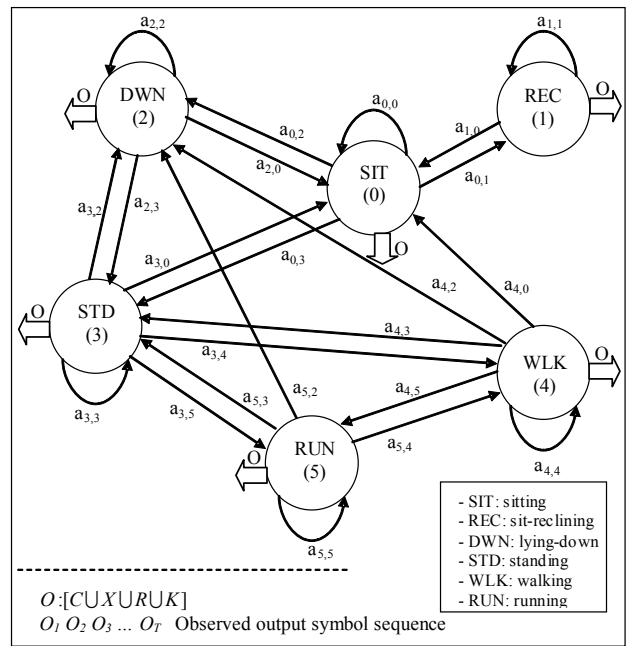 a2,2
a1,1
DWN
(2)
O
REC
(1)
O
a0,0
a0,2
a2,0
a1,0
a0,1
SIT
(0)
O
a3,2
a2,3
a3,0
a0,3
a4,2
a4,0
STD
(3)
O
a4,3
a3,4
WLK
(4)
O
a3,3
a3,5
a5,3
a5,2
a4,5
a5,4
a4,4
RUN
(5)
O
a5,5
- SIT: sitting
- REC: sit-reclining
- DWN: lying-down
- STD: standing
- WLK: walking
- RUN: running
O:[C∪X∪R∪K]
O1 O2 O3 ... OT Observed output symbol sequence